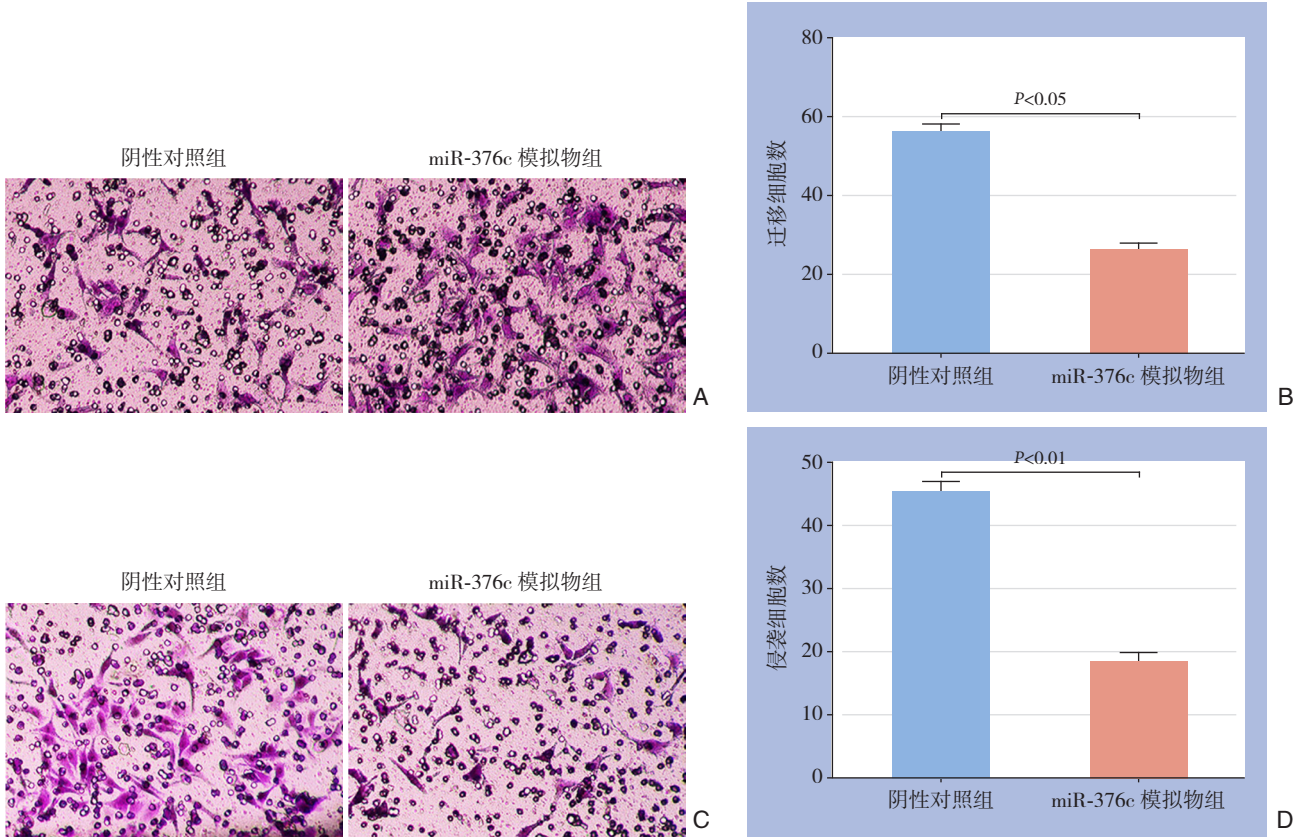 阴性对照组
miR-376c 模拟物组
A
80
60
40
20
0
迁移细胞数
P<0.05
阴性对照组
miR-376c 模拟物组
B
阴性对照组
miR-376c 模拟物组
C
50
40
30
20
10
0
侵袭细胞数
P<0.01
阴性对照组
miR-376c 模拟物组
D